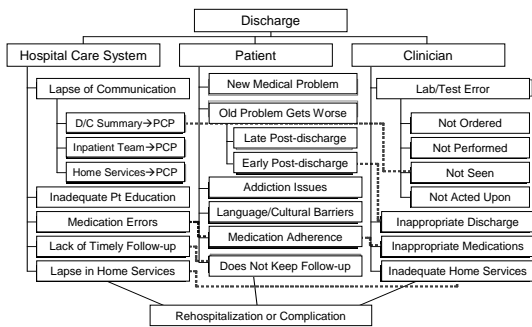 Discharge
Hospital Care System
Patient
Clinician
Lapse of Communication
D/C Summary→PCP
Inpatient Team→PCP
Home Services→PCP
Inadequate Pt Education
Medication Errors
Lack of Timely Follow-up
Lapse in Home Services
New Medical Problem
Old Problem Gets Worse
Late Post-discharge
Early Post-discharge
Addiction Issues
Language/Cultural Barriers
Medication Adherence
Does Not Keep Follow-up
Lab/Test Error
Not Ordered
Not Performed
Not Seen
Not Acted Upon
Inappropriate Discharge
Inappropriate Medications
Inadequate Home Services
Rehospitalization or Complication